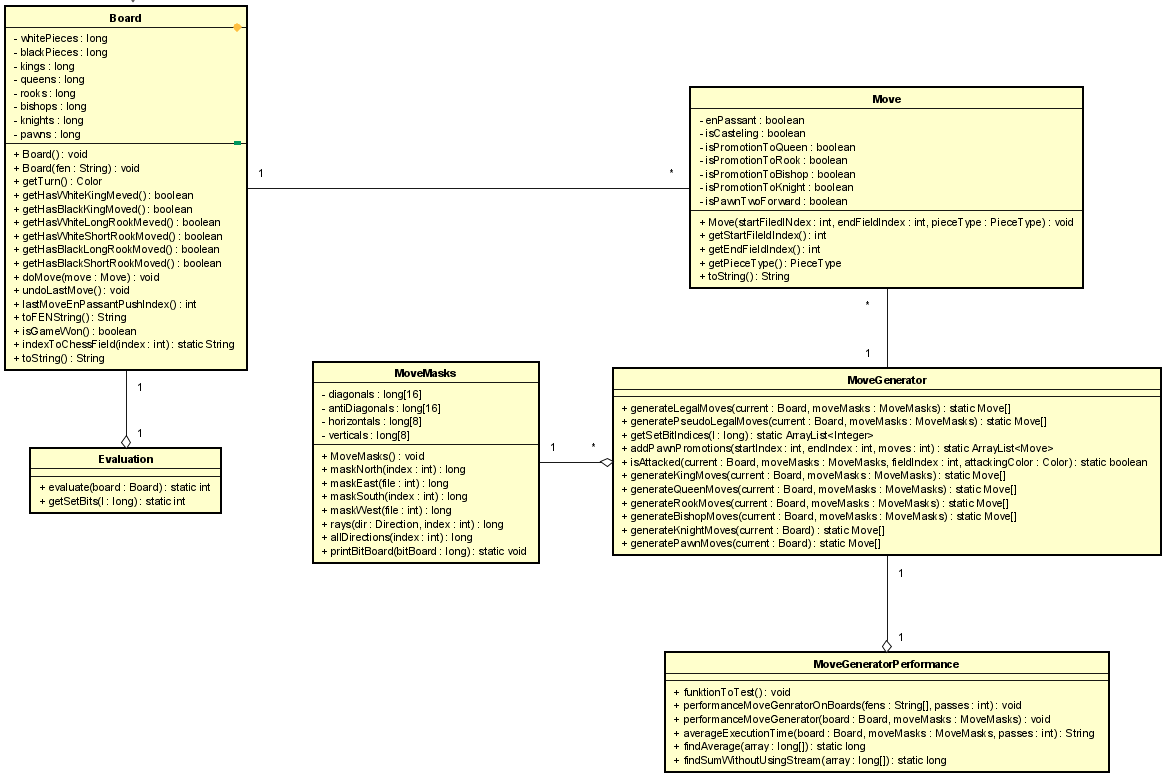 Board
- whitePieces : long
- blackPieces : long
- kings : long
- queens : long
- rooks : long
- bishops : long
- knights : long
- pawns : long
+ Board() : void
+ Board(fen : String) : void
+ getTurn() : Color
+ getHasWhiteKingMeved() : boolean
+ getHasBlackKingMoved() : boolean
+ getHasWhiteLongRookMeved() : boolean
+ getHasWhiteShortRookMoved() : boolean
+ getHasBlackLongRookMoved() : boolean
+ getHasBlackShortRookMoved() : boolean
+ doMove(move : Move) : void
+ undoLastMove() : void
+ lastMoveEnPassantPushIndex() : int
+ toFENString() : String
+ isGameWon() : boolean
+ indexToChessField(index : int) : static String
+ toString() : String
1
*
Move
- enPassant : boolean
- isCasteling : boolean
- isPromotionToQueen : boolean
- isPromotionToRook : boolean
- isPromotionToBishop : boolean
- isPromotionToKnight : boolean
- isPawnTwoForward : boolean
+ Move(startFiledINdex : int, endFieldIndex : int, pieceType : PieceType) : void
+ getStartFileldIndex() : int
+ getEndFieldIndex() : int
+ getPieceType() : PieceType
+ toString() : String
*
1
1
1
Evaluation
+ evaluate(board : Board) : static int
+ getSetBits(l : long) : static int
MoveMasks
- diagonals : long[16]
- antiDiagonals : long[16]
- horizontals : long[8]
- verticals : long[8]
+ MoveMasks() : void
+ maskNorth(index : int) : long
+ maskEast(file : int) : long
+ maskSouth(index : int) : long
+ maskWest(file : int) : long
+ rays(dir : Direction, index : int) : long
+ allDirections(index : int) : long
+ printBitBoard(bitBoard : long) : static void
1
*
MoveGenerator
+ generateLegalMoves(current : Board, moveMasks : MoveMasks) : static Move[]
+ generatePseudoLegalMoves(current : Board, moveMasks : MoveMasks) : static Move[]
+ getSetBitIndices(l : long) : static ArrayList<Integer>
+ addPawnPromotions(startIndex : int, endIndex : int, moves : int) : static ArrayList<Move>
+ isAttacked(current : Board, moveMasks : MoveMasks, fieldIndex : int, attackingColor : Color) : static boolean
+ generateKingMoves(current : Board, moveMasks : MoveMasks) : static Move[]
+ generateQueenMoves(current : Board, moveMasks : MoveMasks) : static Move[]
+ generateRookMoves(current : Board, moveMasks : MoveMasks) : static Move[]
+ generateBishopMoves(current : Board, moveMasks : MoveMasks) : static Move[]
+ generateKnightMoves(current : Board) : static Move[]
+ generatePawnMoves(current : Board) : static Move[]
1
1
MoveGeneratorPerformance
+ funktionToTest() : void
+ performanceMoveGenratorOnBoards(fens : String[], passes : int) : void
+ performanceMoveGenerator(board : Board, moveMasks : MoveMasks) : void
+ averageExecutionTime(board : Board, moveMasks : MoveMasks, passes : int) : String
+ findAverage(array : long[]) : static long
+ findSumWithoutUsingStream(array : long[]) : static long